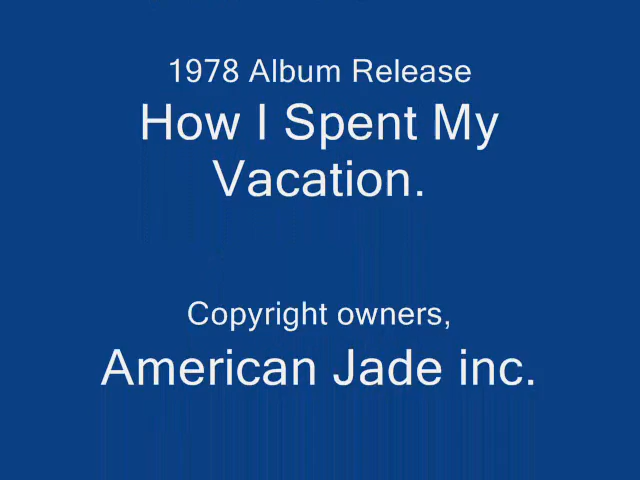 1978 Album Release
How I Spent My
Vacation.
Copyright owners,
American Jade inc.